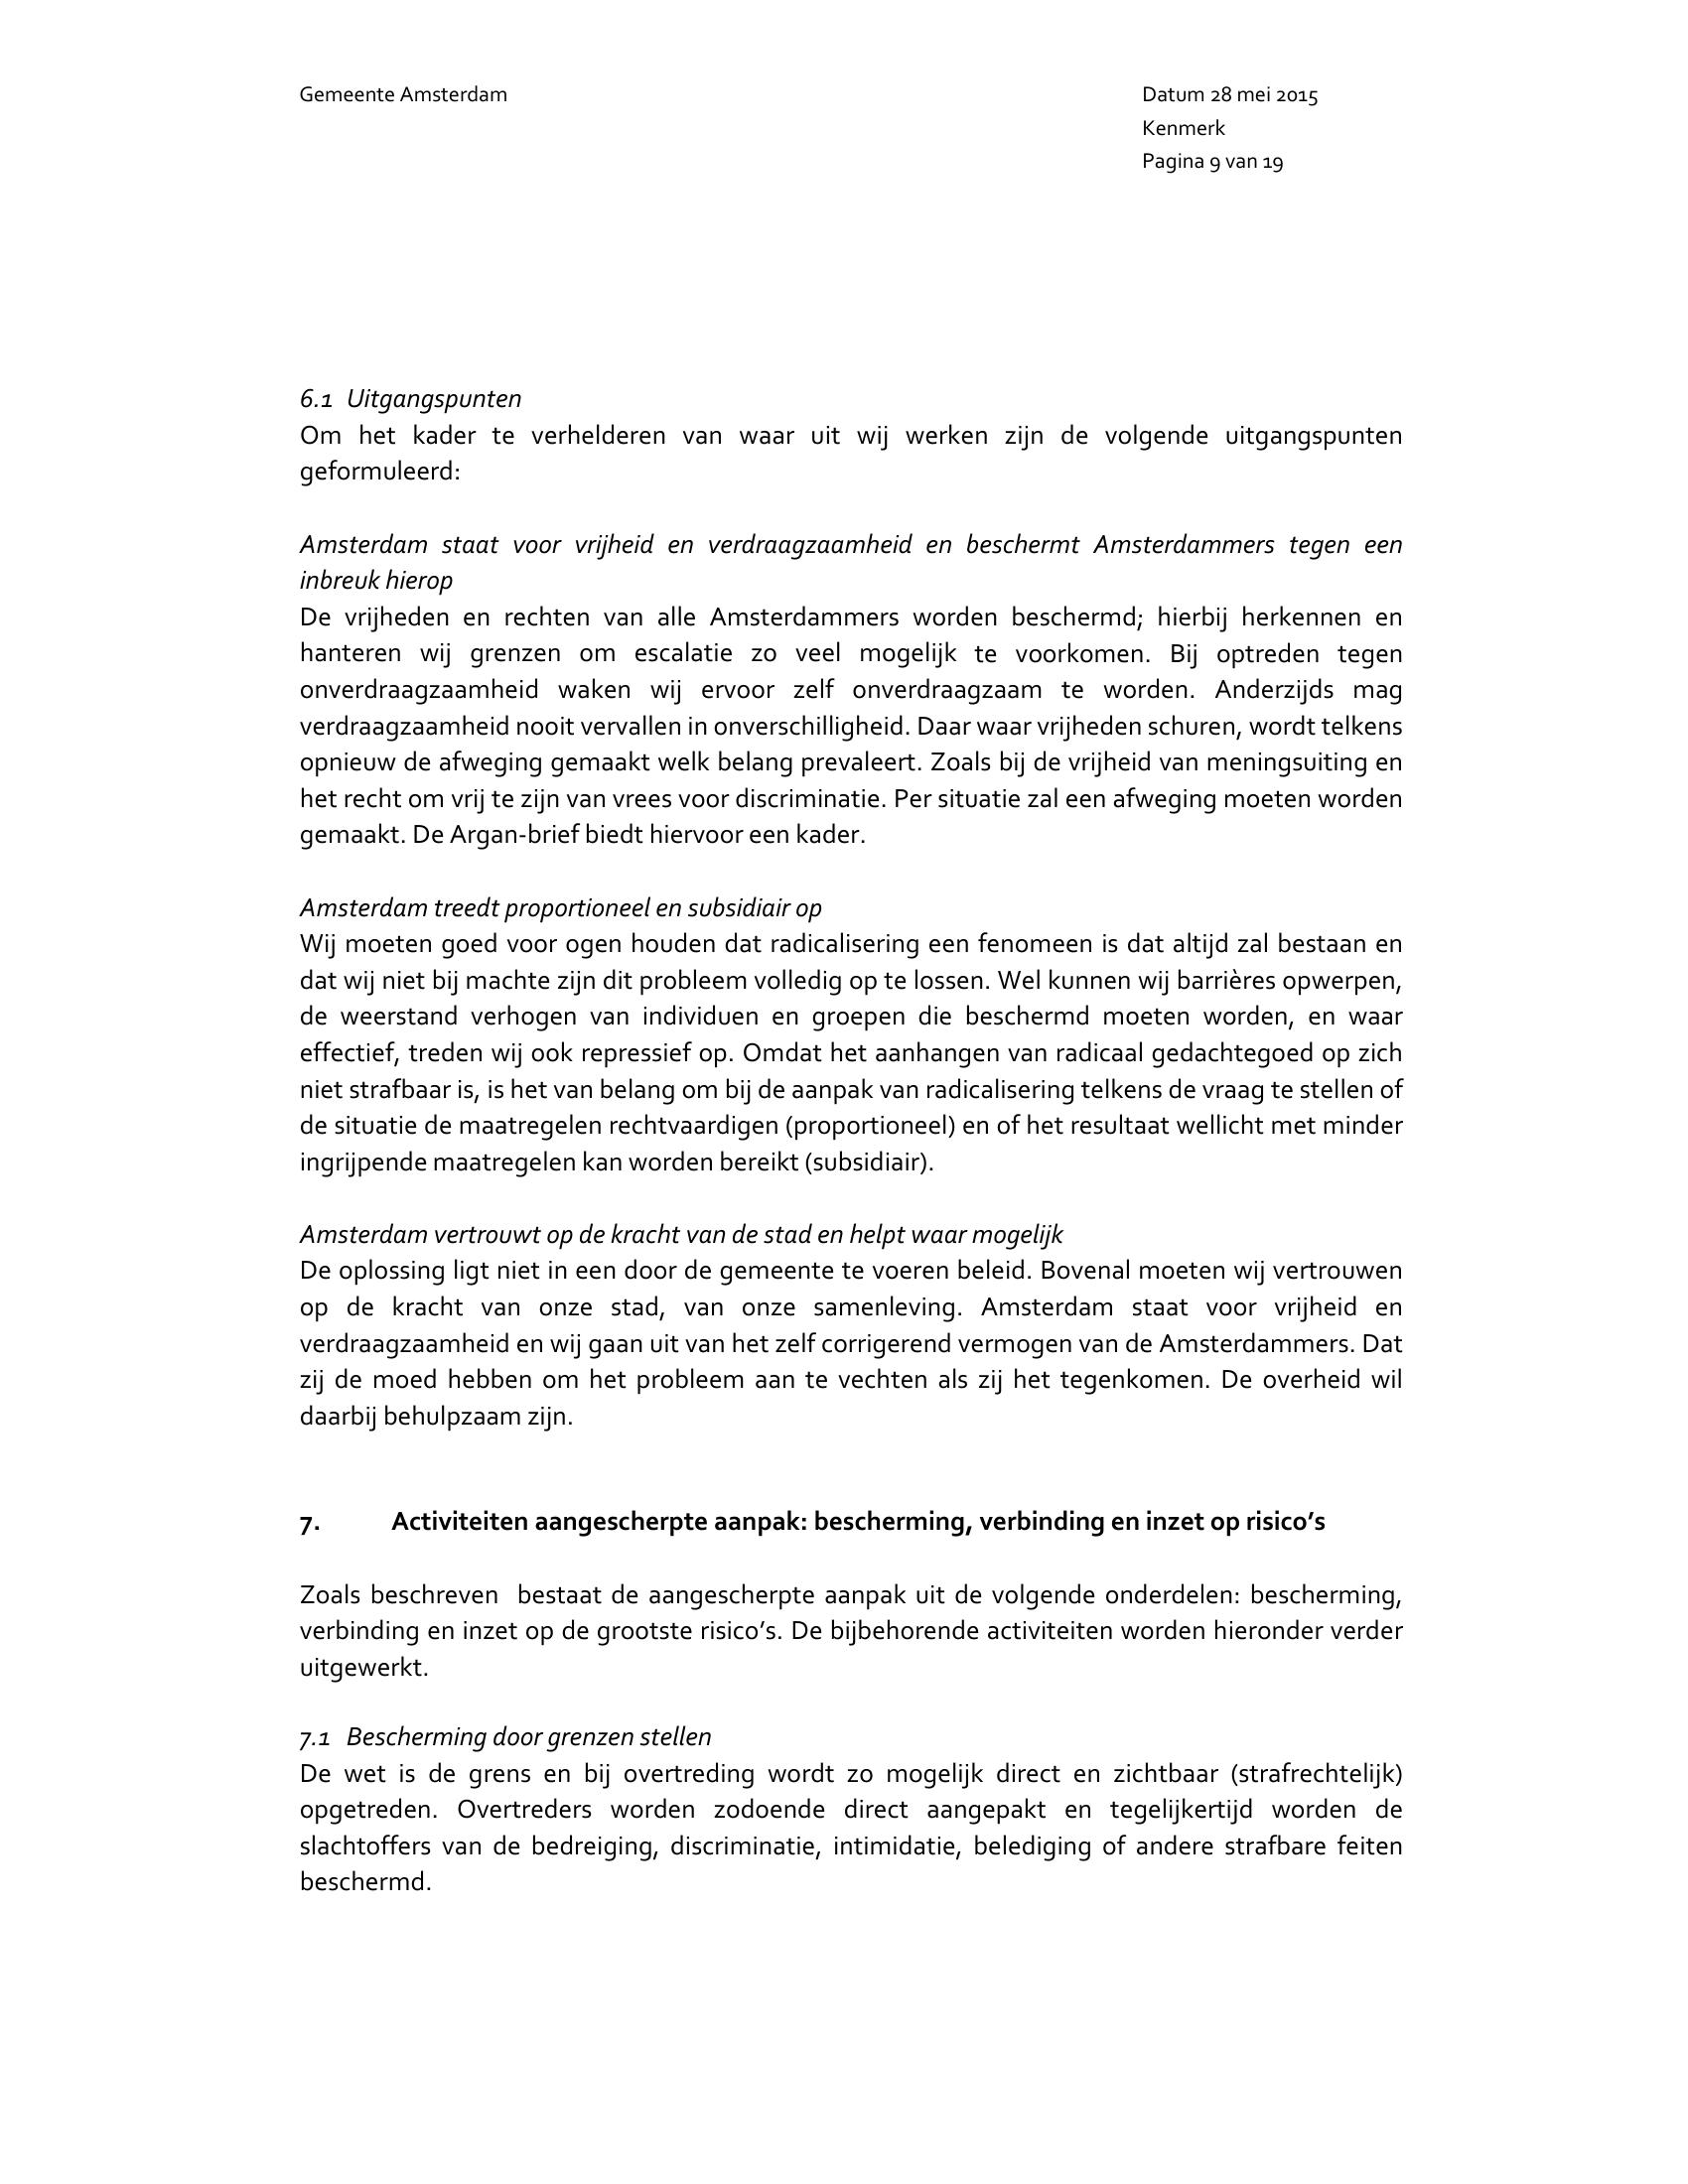 Gemeente Amsterdam
Datum 28 mei 2015
Kenmerk
Pagina 9 van 19
6.1 Uitgangspunten
Om het kader te verhelderen van waar uit wij werken zijn de volgende uitgangspunten
geformuleerd:
Amsterdam staat voor vrijheid en verdraagzaamheid en beschermt Amsterdammers tegen een
inbreuk hierop
De vrijheden en rechten van alle Amsterdammers worden beschermd; hierbij herkennen en
hanteren wij grenzen om escalatie zo veel mogelijk te voorkomen. Bij optreden tegen
onverdraagzaamheid waken wij ervoor zelf onverdraagzaam te worden. Anderzijds mag
verdraagzaamheid nooit vervallen in onverschilligheid. Daar waar vrijheden schuren, wordt telkens
opnieuw de afweging gemaakt welk belang prevaleert. Zoals bij de vrijheid van meningsuiting en
het recht om vrij te zijn van vrees voor discriminatie. Per situatie zal een afweging moeten worden
gemaakt. De Argan-brief biedt hiervoor een kader.
Amsterdam treedt proportioneel en subsidiair op
Wij moeten goed voor ogen houden dat radicalisering een fenomeen is dat altijd zal bestaan en
dat wij niet bij machte zijn dit probleem volledig op te lossen. Wel kunnen wij barrières opwerpen,
de weerstand verhogen van individuen en groepen die beschermd moeten worden, en waar
effectief, treden wij ook repressief op. Omdat het aanhangen van radicaal gedachtegoed op zich
niet strafbaar is, is het van belang om bij de aanpak van radicalisering telkens de vraag te stellen of
de situatie de maatregelen rechtvaardigen (proportioneel) en of het resultaat wellicht met minder
ingrijpende maatregelen kan worden bereikt (subsidiair).
Amsterdam vertrouwt op de kracht van de stad en helpt waar mogelijk
De oplossing ligt niet in een door de gemeente te voeren beleid. Bovenal moeten wij vertrouwen
op de kracht van onze stad, van onze samenleving. Amsterdam staat voor vrijheid en
verdraagzaamheid en wij gaan uit van het zelf corrigerend vermogen van de Amsterdammers. Dat
zij de moed hebben om het probleem aan te vechten als zij het tegenkomen. De overheid wil
daarbij behulpzaam zijn.
7. Activiteiten aangescherpte aanpak: bescherming, verbinding en inzet op risico’s
Zoals beschreven bestaat de aangescherpte aanpak uit de volgende onderdelen: bescherming,
verbinding en inzet op de grootste risico’s. De bijbehorende activiteiten worden hieronder verder
uitgewerkt.
7.1 Bescherming door grenzen stellen
De wet is de grens en bij overtreding wordt zo mogelijk direct en zichtbaar (strafrechtelijk)
opgetreden. Overtreders worden zodoende direct aangepakt en tegelijkertijd worden de
slachtoffers van de bedreiging, discriminatie, intimidatie, belediging of andere strafbare feiten
beschermd.